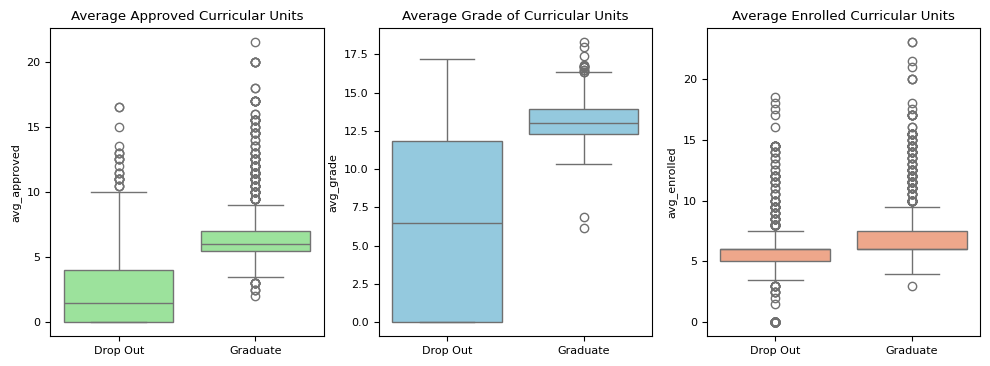 Average Approved Curricular Units
avg_approved
20
15
10
5
0
Drop Out
Graduate
Average Grade of Curricular Units
avg_grade
17.5
15.0
12.5
10.0
7.5
5.0
2.5
0.0
Drop Out
Graduate
Average Enrolled Curricular Units
avg_enrolled
20
15
10
5
0
Drop Out
Graduate